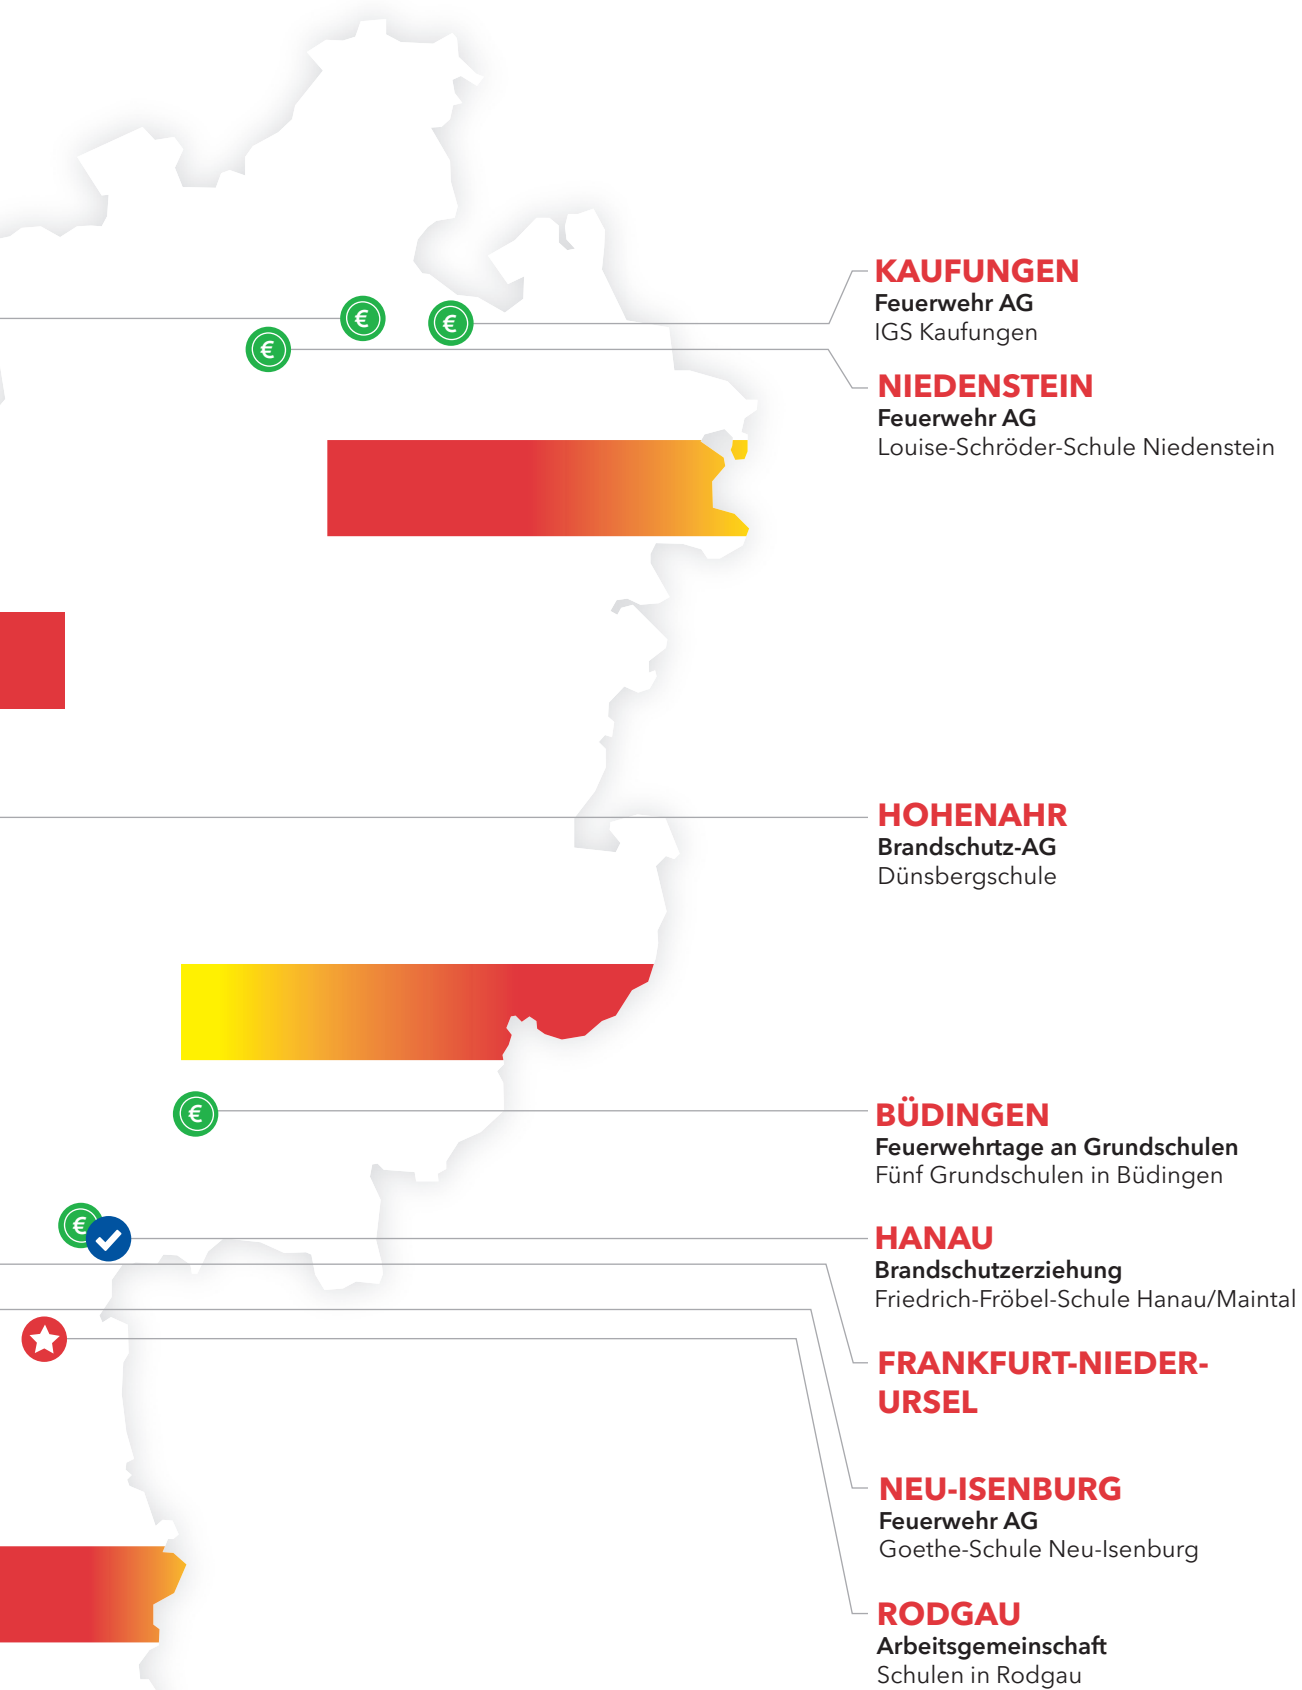 KAUFUNGEN
Feuerwehr AG
IGS Kaufungen
NIEDENSTEIN
Feuerwehr AG
Louise-Schröder-Schule Niedenstein
HOHENAHR
Brandschutz-AG
Dünsbergschule
BÜDINGEN
Feuerwehrtage an Grundschulen
Fünf Grundschulen in Büdingen
HANAU
Brandschutzerziehung
Friedrich-Fröbel-Schule Hanau/Maintal
FRANKFURT-NIEDER-
URSEL
NEU-ISENBURG
Feuerwehr AG
Goethe-Schule Neu-Isenburg
RODGAU
Arbeitsgemeinschaft
Schulen in Rodgau
€
€
€
€
€